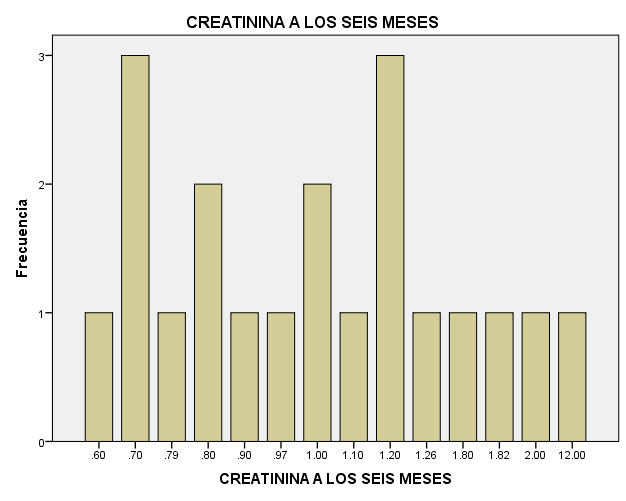 CREATININA A LOS SEIS MESES
Frecuencia
3
2
1
0
.60 .70 .79 .80 .90 .97 1.00 1.10 1.20 1.26 1.80 1.82 2.00 12.00
CREATININA A LOS SEIS MESES